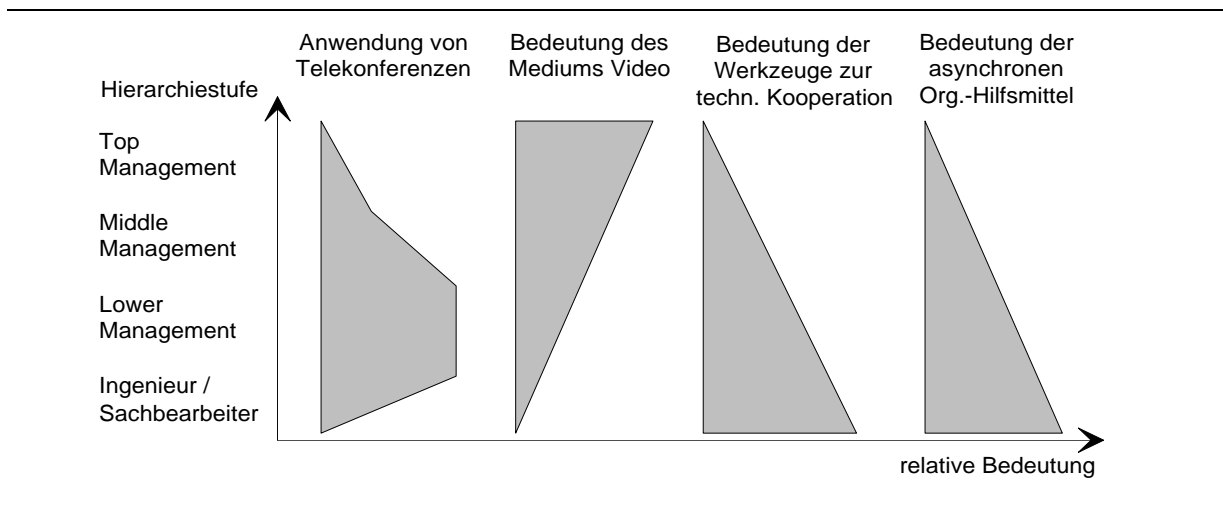 Anwendung von
Telekonferenzen
Bedeutung des
Mediums Video
Bedeutung der
Werkzeuge zur
techn. Kooperation
Bedeutung der
asynchronen
Org.-Hilfsmittel
Hierarchiestufe
Top
Management
Middle
Management
Lower
Management
Ingenieur /
Sachbearbeiter
relative Bedeutung